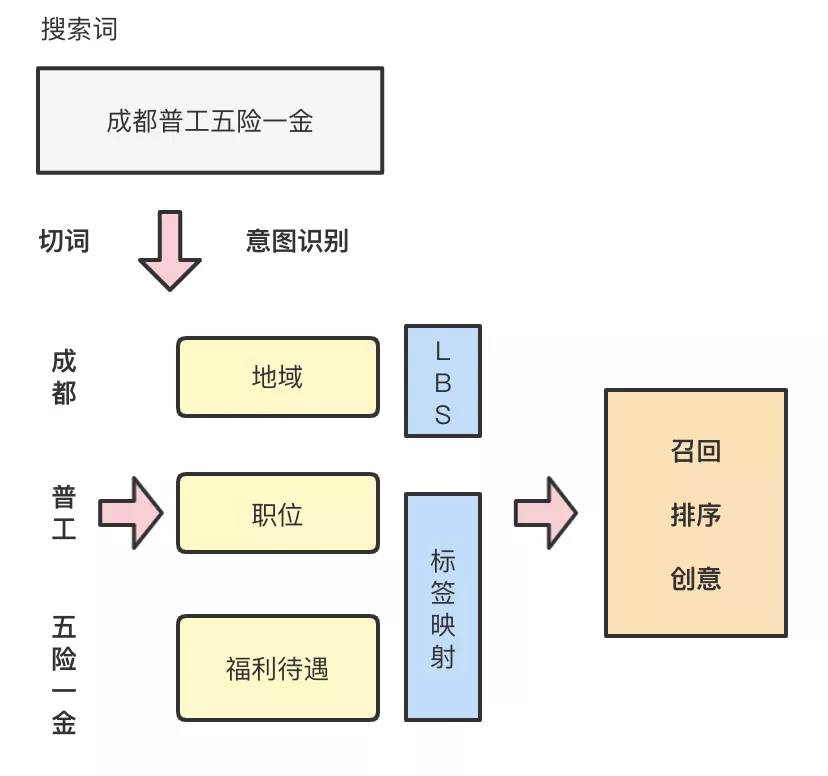 搜索词
成都普工五险一金
切词
意图识别
成都
地域
LBS
普工
职位
五险一金
福利待遇
标签映射
召回
排序
创意